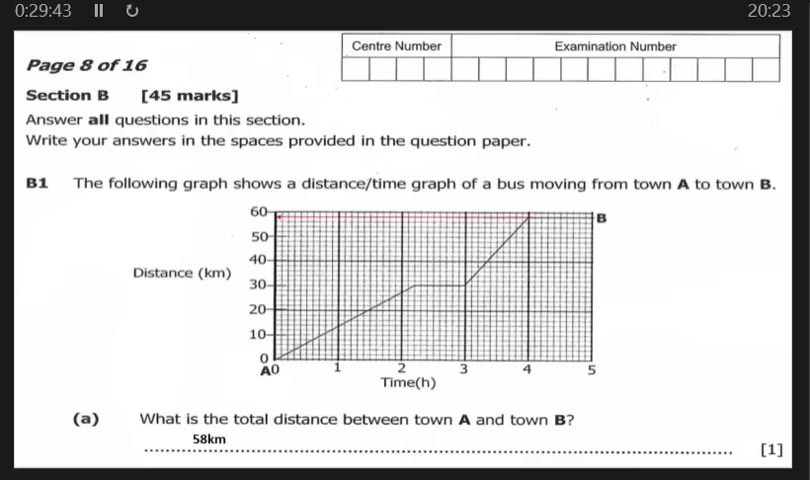 0:29:43
20:23
Centre Number Examination Number
Page 8 of 16
Section B [45 marks]
Answer all questions in this section.
Write your answers in the spaces provided in the question paper.
B1 The following graph shows a distance/time graph of a bus moving from town A to town B.
60
B
50
40
Distance (km)
30
20
10
0
A0 1 2 3 4 5
Time(h)
(a) What is the total distance between town A and town B?
58km
[1]